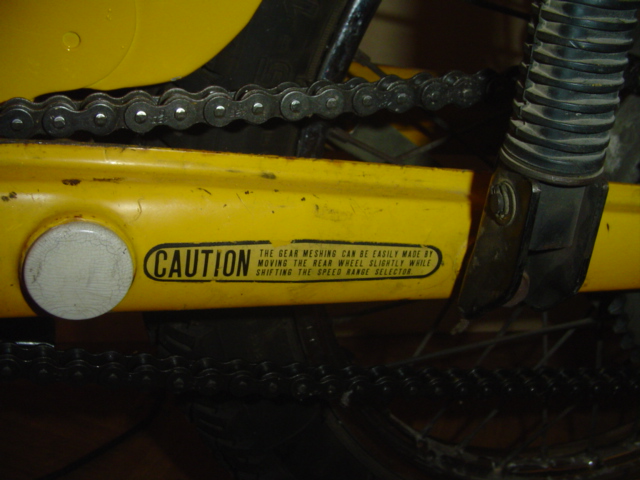 CAUTION
THE GEAR MESHING CAN BE EASILY MADE BY
MOVING THE REAR WHEEL SLIGHTLY WHILE
SHIFTING THE SPEED RANGE SELECTOR.